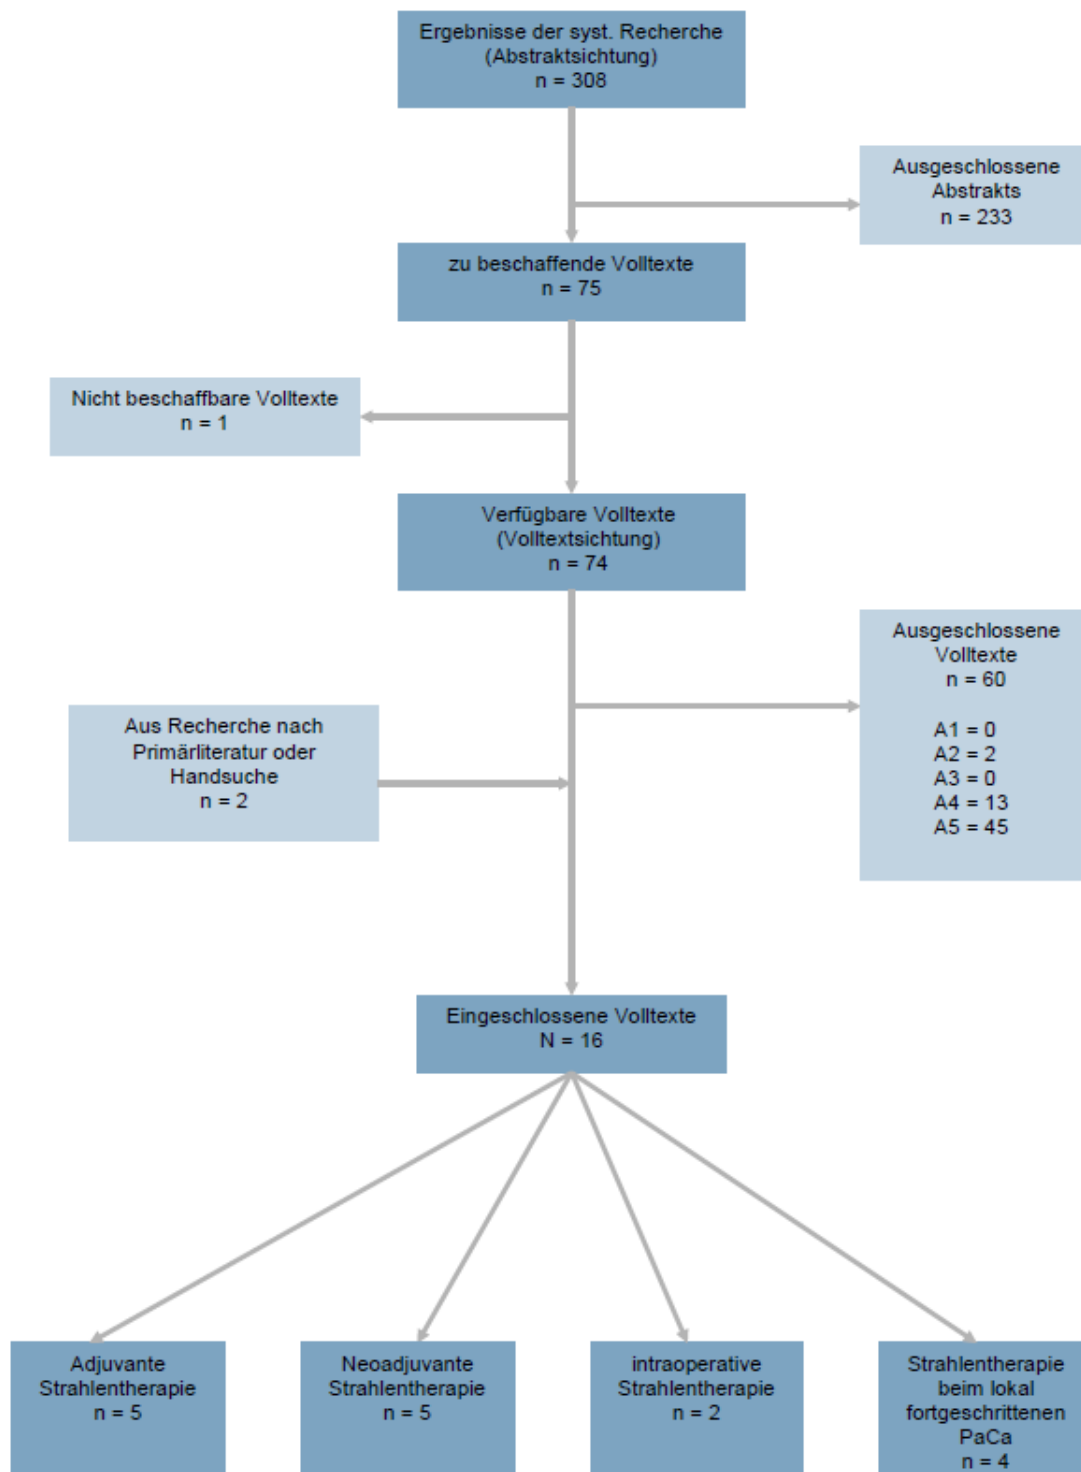 Ergebnisse der syst. Recherche
(Abstraktsichtung)
n = 308
Ausgeschlossene
Abstrakts
n = 233
zu beschaffende Volltexte
n = 75
Nicht beschaffbare Volltexte
n = 1
Verfügbare Volltexte
(Volltextsichtung)
n = 74
Ausgeschlossene
Volltexte
n = 60
A1 = 0
A2 = 2
A3 = 0
A4 = 13
A5 = 45
Aus Recherche nach
Primärliteratur oder
Handsuche
n = 2
Eingeschlossene Volltexte
N = 16
Adjuvante
Strahlentherapie
n = 5
Neoadjuvante
Strahlentherapie
n = 5
intraoperative
Strahlentherapie
n = 2
Strahlentherapie
beim lokal
fortgeschrittenen
PaCa
n = 4